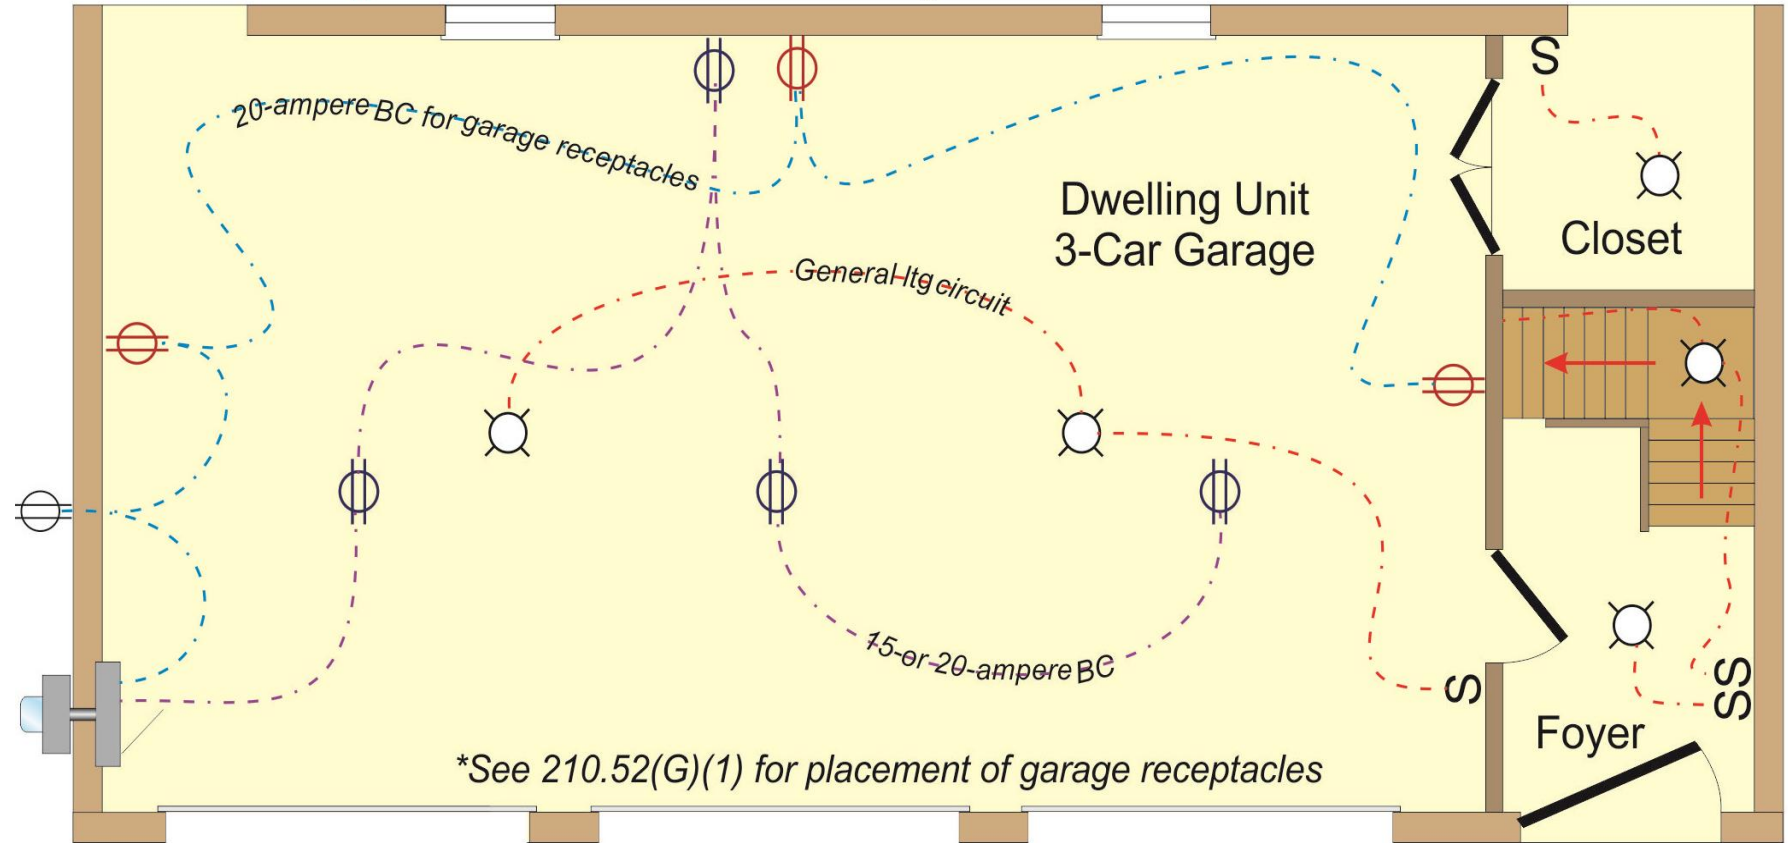 S
20-ampere BC for garage receptacles
Dwelling Unit
3-Car Garage
Closet
General ltg circuit
15-or 20-ampere BC
S
SS
Foyer
*See 210.52(G)(1) for placement of garage receptacles